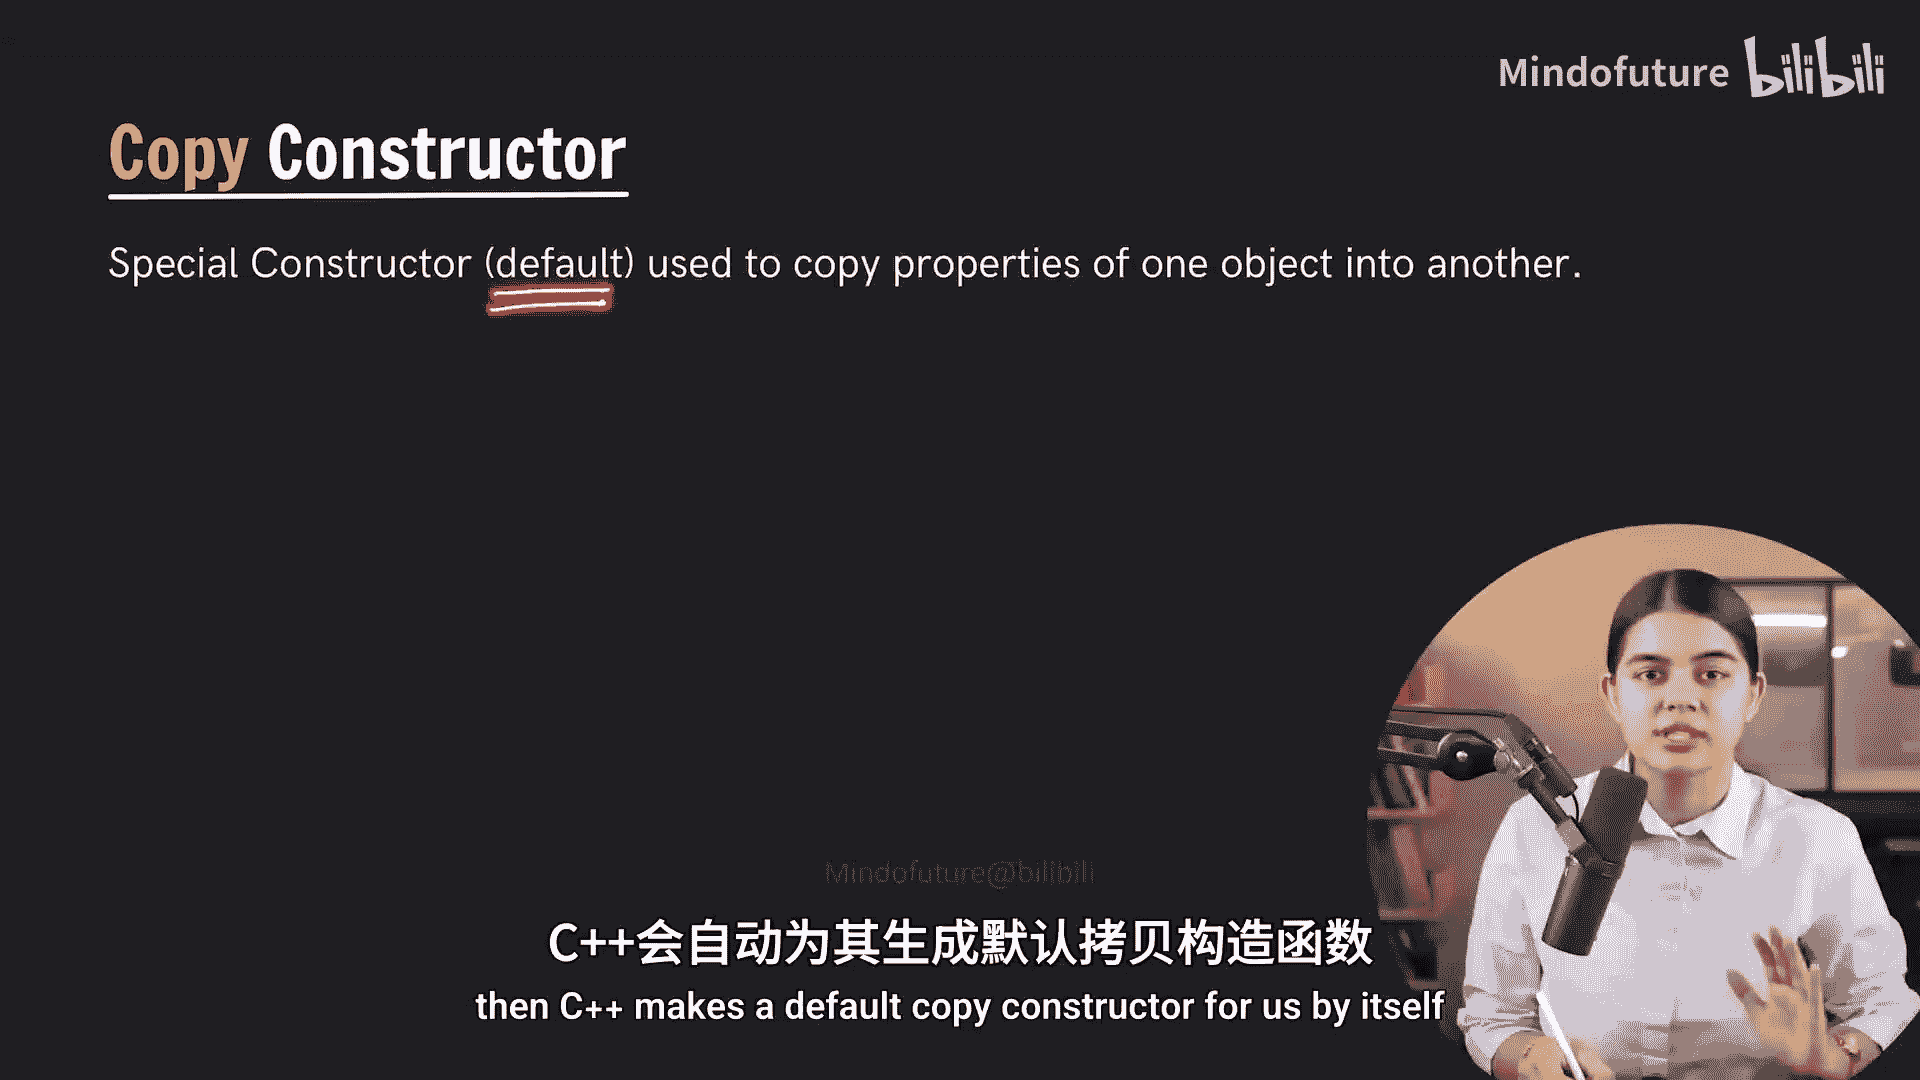 Mindofuture bilibili
Copy Constructor
Special Constructor (default) used to copy properties of one object into another.
Mindofuture@bilibili
C++会自动为其生成默认拷贝构造函数
then C++ makes a default copy constructor for us by itself